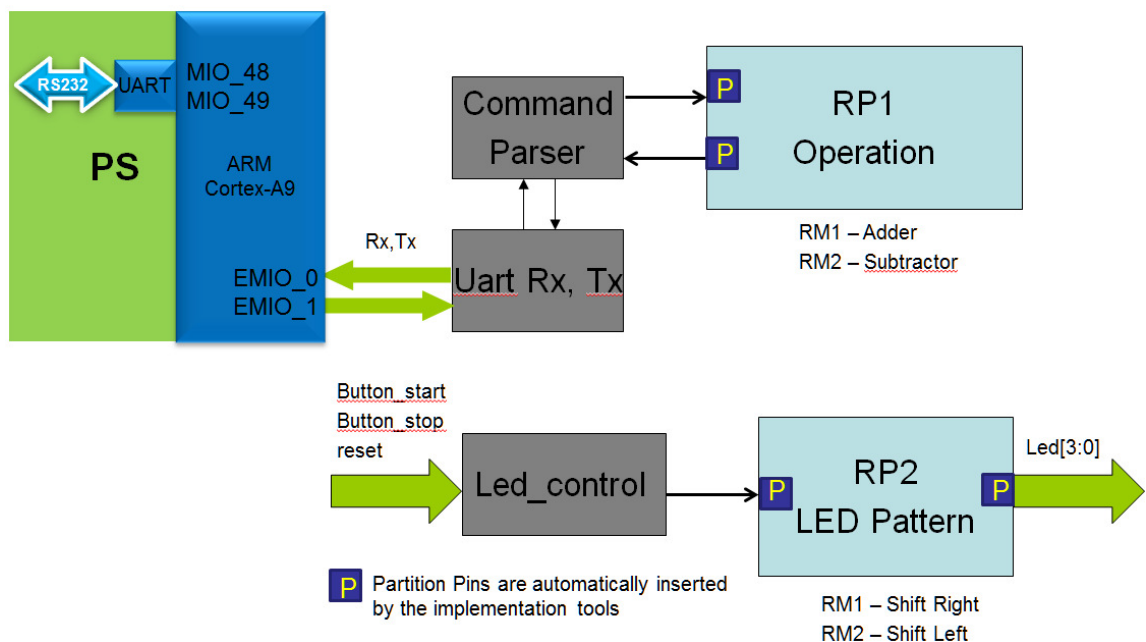 RS232
UART
MIO_48
MIO_49
PS
ARM
Cortex-A9
EMIO_0
EMIO_1
Rx,Tx
Command
Parser
Uart Rx, Tx
P
P
RP1
Operation
RM1 – Adder
RM2 – Subtractor
Button_start
Button_stop
reset
Led_control
P
RP2
LED Pattern
P
Led[3:0]
RM1 – Shift Right
RM2 – Shift Left
P
Partition Pins are automatically inserted
by the implementation tools